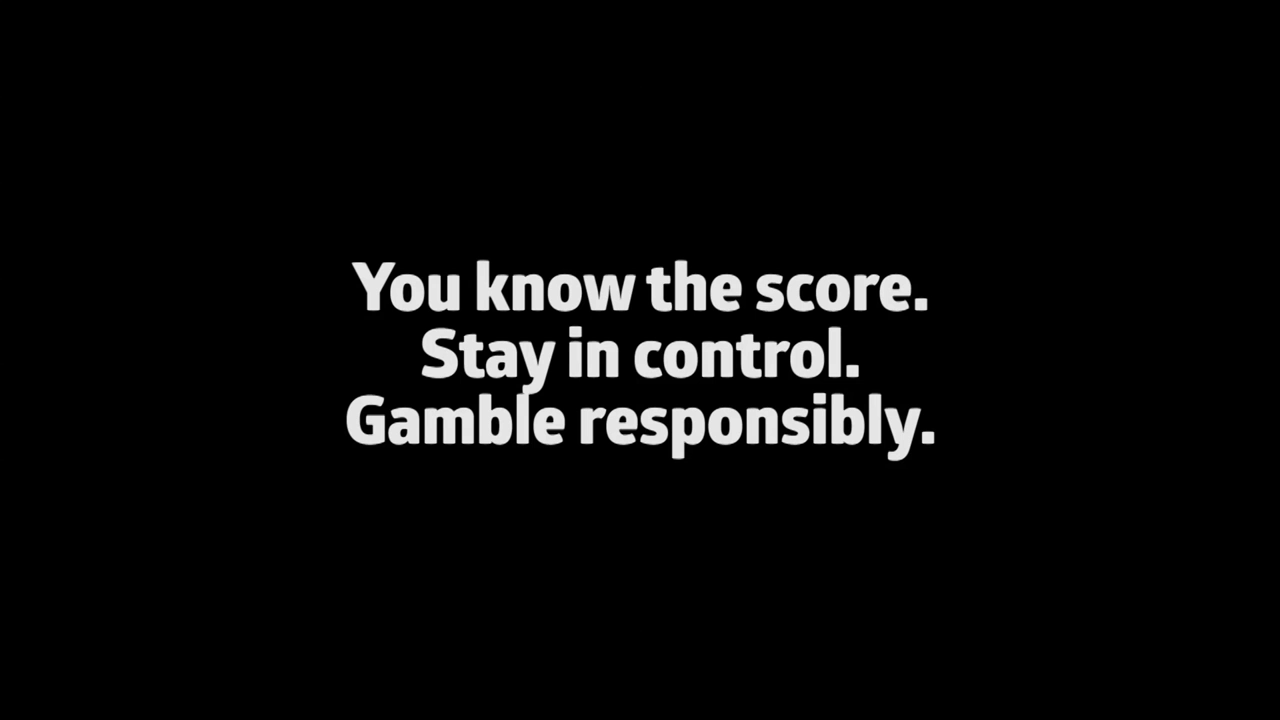 You know the score.
Stay in control.
Gamble responsibly.